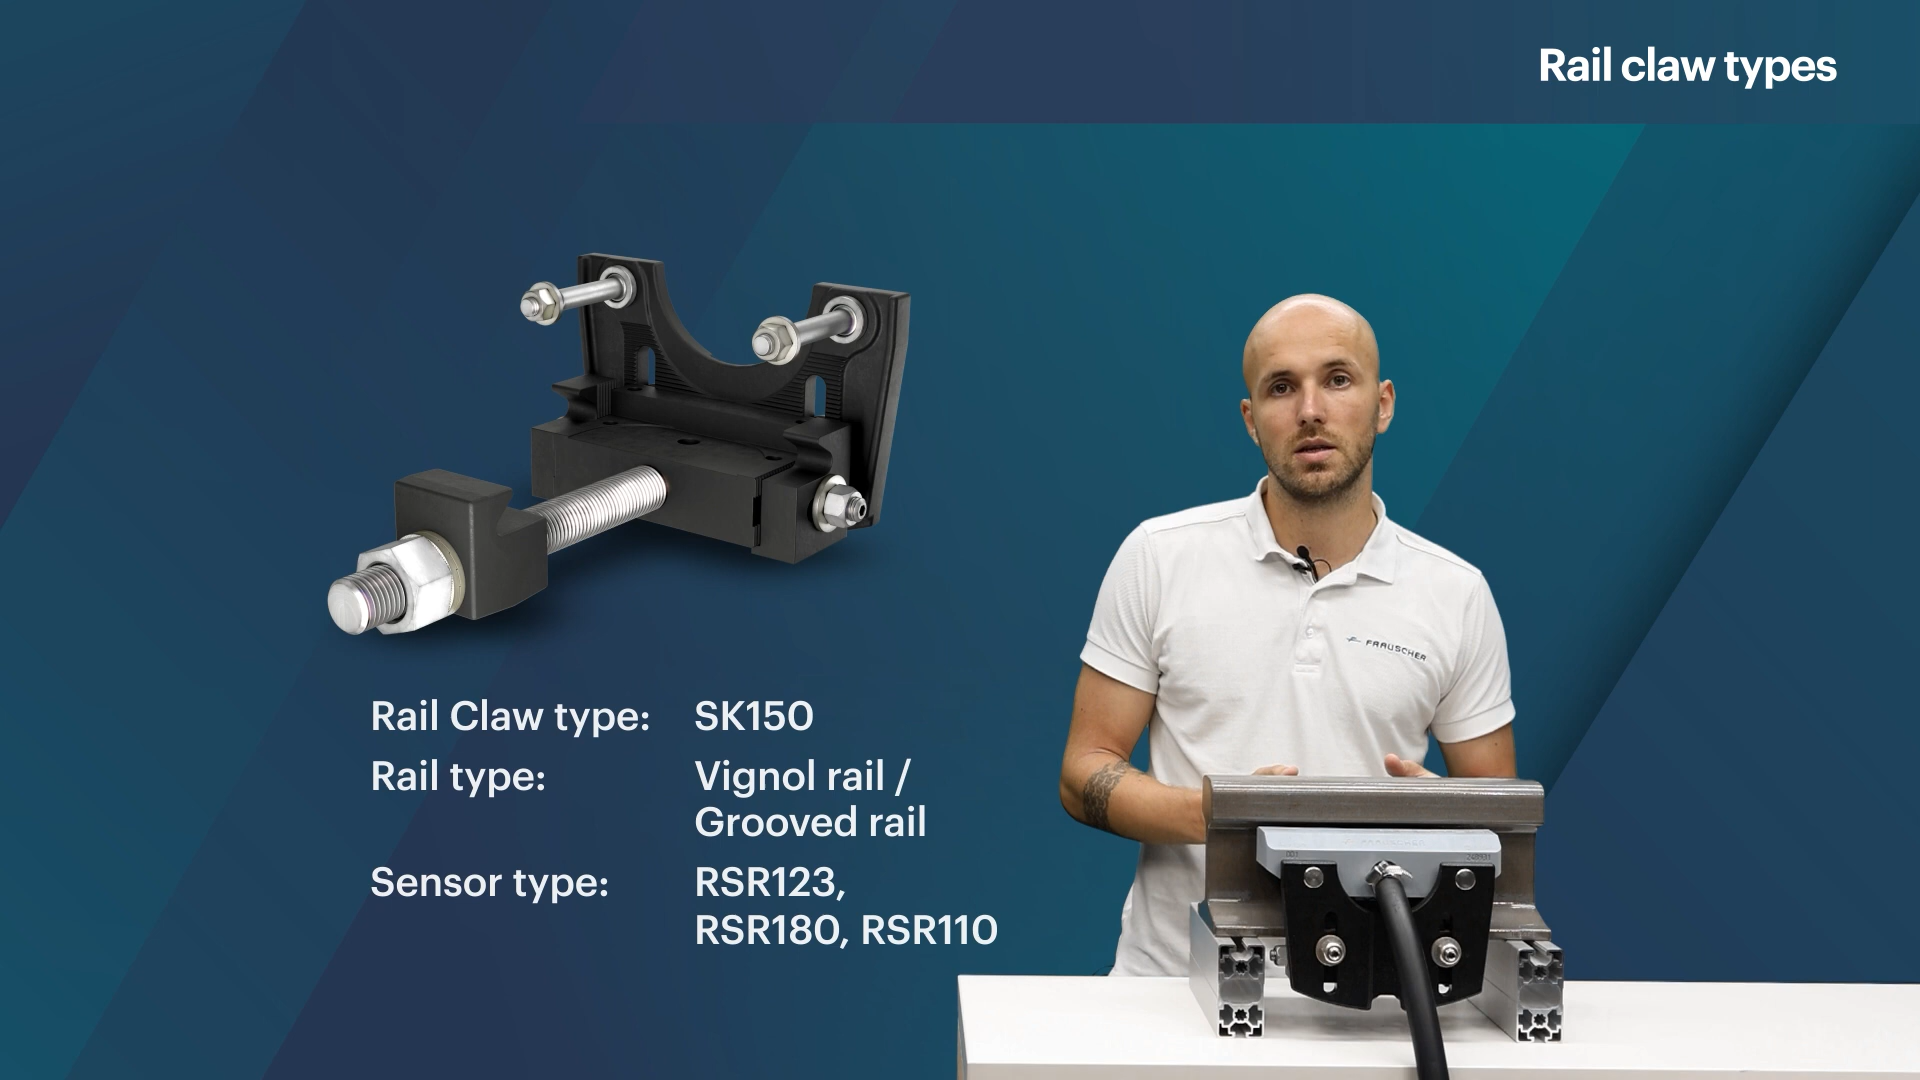 Rail claw types
Rail Claw type: SK150
Rail type: Vignol rail /
Grooved rail
Sensor type: RSR123,
RSR180, RSR110
FRAUSCHER